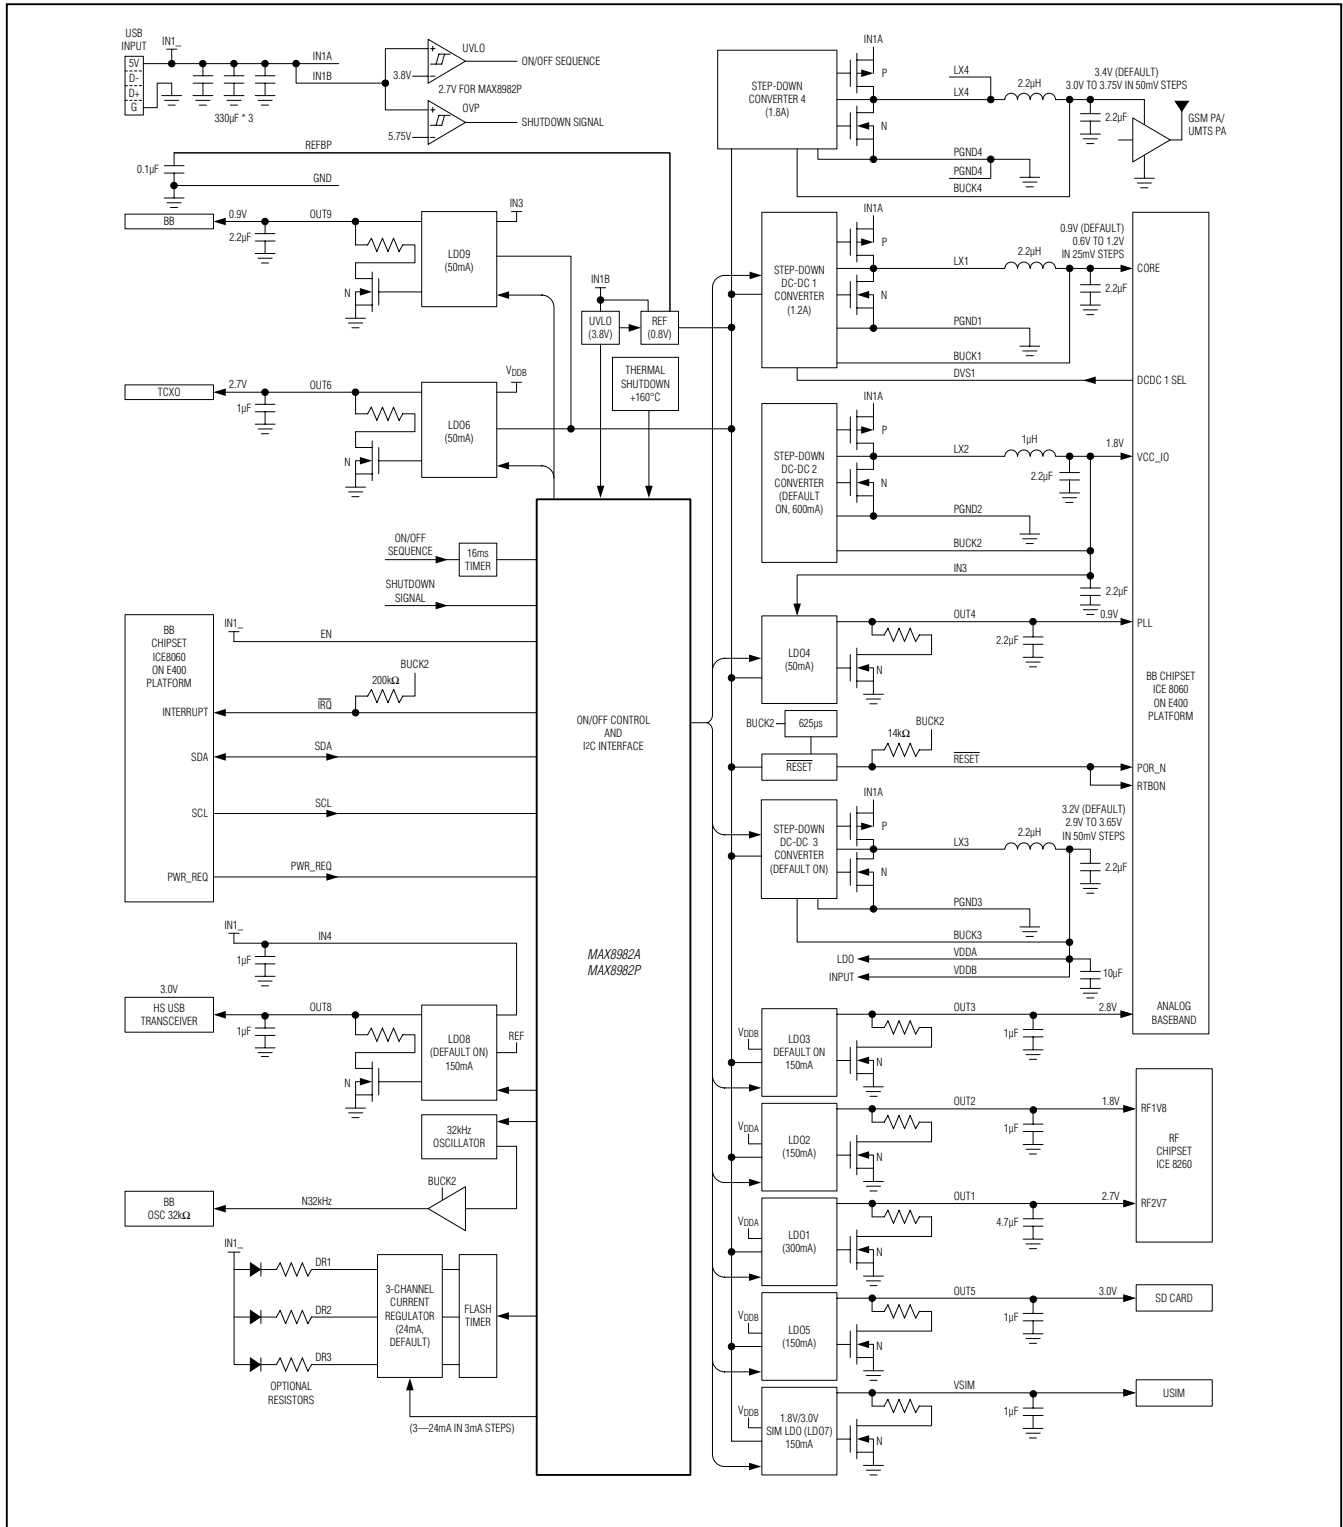 USB
INPUT
IN1_
5V
D-
D+
G
330µF * 3
IN1A
IN1B
3.8V
UVLO
2.7V FOR MAX8982P
OVP
5.75V
ON/OFF SEQUENCE
SHUTDOWN SIGNAL
REFBP
0.1µF
GND
BB
0.9V
OUT9
2.2µF
N
LDO9
(50mA)
IN3
IN1B
UVLO
(3.8V)
REF
(0.8V)
THERMAL
SHUTDOWN
+160°C
TCXO
2.7V
OUT6
1µF
N
LDO6
(50mA)
VDDB
ON/OFF
SEQUENCE
16ms
TIMER
SHUTDOWN
SIGNAL
BB
CHIPSET
ICE8060
ON E400
PLATFORM
IN1_
EN
BUCK2
200kΩ
INTERRUPT
IRQ
SDA
SDA
SCL
SCL
PWR_REQ
PWR_REQ
ON/OFF CONTROL
AND
I2C INTERFACE
MAX8982A
MAX8982P
IN1_
IN4
1µF
3.0V
HS USB
TRANSCEIVER
OUT8
1µF
N
LDO8
(DEFAULT ON)
150mA
REF
32kHz
OSCILLATOR
BUCK2
BB
OSC 32kΩ
N32kHz
IN1_
DR1
DR2
DR3
OPTIONAL
RESISTORS
3-CHANNEL
CURRENT
REGULATOR
(24mA,
DEFAULT)
FLASH
TIMER
(3—24mA IN 3mA STEPS)
STEP-DOWN
CONVERTER 4
(1.8A)
IN1A
P
N
LX4
LX4
2.2µH
3.4V (DEFAULT)
3.0V TO 3.75V IN 50mV STEPS
2.2µF
GSM PA/
UMTS PA
PGND4
PGND4
BUCK4
STEP-DOWN
DC-DC 1
CONVERTER
(1.2A)
IN1A
P
N
LX1
2.2µH
0.9V (DEFAULT)
0.6V TO 1.2V
IN 25mV STEPS
CORE
2.2µF
PGND1
BUCK1
DVS1
DCDC 1 SEL
STEP-DOWN
DC-DC 2
CONVERTER
(DEFAULT
ON, 600mA)
IN1A
P
N
LX2
1µH
1.8V
VCC_IO
2.2µF
PGND2
BUCK2
IN3
2.2µF
LDO4
(50mA)
N
OUT4
0.9V
PLL
2.2µF
BB CHIPSET
ICE 8060
ON E400
PLATFORM
BUCK2
625µs
RESET
14kΩ
BUCK2
RESET
POR_N
RTBON
STEP-DOWN
DC-DC 3
CONVERTER
(DEFAULT ON)
IN1A
P
N
LX3
2.2µH
3.2V (DEFAULT)
2.9V TO 3.65V
IN 50mV STEPS
2.2µF
PGND3
BUCK3
LDO
VDDA
INPUT
VDDB
10µF
VDDB
LDO3
DEFAULT ON
150mA
N
OUT3
1µF
2.8V
ANALOG
BASEBAND
VDDA
LDO2
(150mA)
N
OUT2
1µF
1.8V
RF1V8
RF
CHIPSET
ICE 8260
VDDA
LDO1
(300mA)
N
OUT1
4.7µF
2.7V
RF2V7
VDDB
LDO5
(150mA)
N
OUT5
1µF
3.0V
SD CARD
VDDB
1.8V/3.0V
SIM LDO (LDO7)
150mA
N
VSIM
1µF
USIM